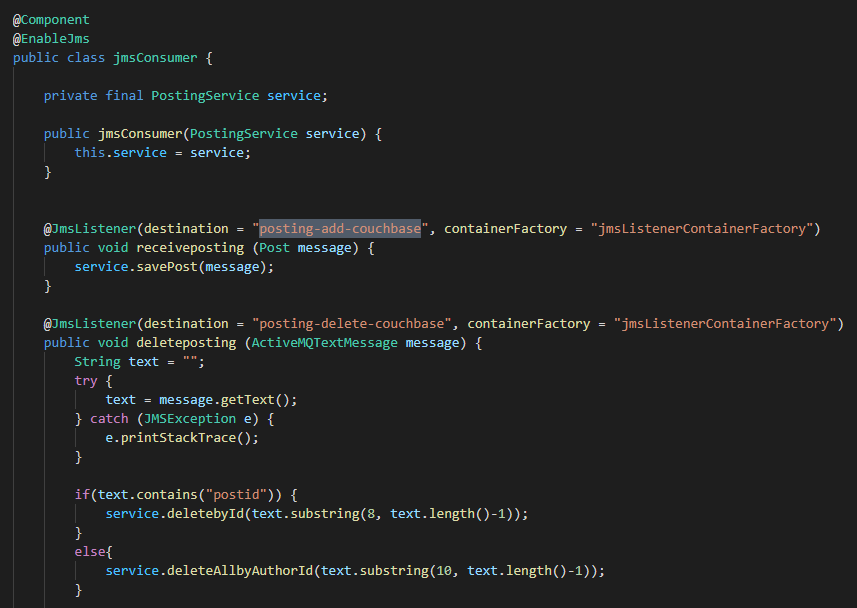 @Component
@EnableJms
public class jmsConsumer {
private final PostingService service;
public jmsConsumer(PostingService service) {
this.service = service;
}
@JmsListener(destination = "posting-add-couchbase", containerFactory = "jmsListenerContainerFactory")
public void receiveposting (Post message) {
service.savePost(message);
}
@JmsListener(destination = "posting-delete-couchbase", containerFactory = "jmsListenerContainerFactory")
public void deleteposting (ActiveMQTextMessage message) {
String text = "";
try {
text = message.getText();
} catch (JMSException e) {
e.printStackTrace();
}
if(text.contains("postid")) {
service.deletebyId(text.substring(8, text.length()-1));
}
else{
service.deleteAllbyAuthorId(text.substring(10, text.length()-1));
}